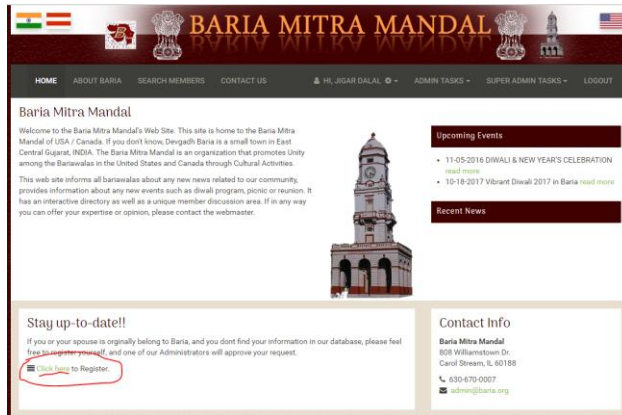 BARIA MITRA MANDAL
HOME ABOUT BARIA SEARCH MEMBERS CONTACT US HI, JIGAR DALAL ADMIN TASKS SUPER ADMIN TASKS LOGOUT
Baria Mitra Mandal
Welcome to the Baria Mitra Mandal's Web Site. This site is home to the Baria Mitra
Mandal of USA / Canada. If you don't know, Devgadh Baria is a small town in East
Central Gujarat, INDIA. The Baria Mitra Mandal is an organization that promotes Unity
among the Bariawalas in the United States and Canada through Cultural Activities.
This web site informs all bariawalas about any new news related to our community,
provides information about any new events such as diwali program, picnic or reunion. It
has an interactive directory as well as a unique member discussion area. If in any way
you can offer your expertise or opinion, please contact the webmaster.
Upcoming Events
11-05-2016 DIWALI & NEW YEAR'S CELEBRATION
read more
10-18-2017 Vibrant Diwali 2017 in Baria read more
Recent News
Stay up-to-date!!
If you or your spouse is orginally belong to Baria, and you dont find your information
in our database, please feel
free to register yourself, and one of our Administrators will approve your request.
Click here to Register.
Contact Info
Baria Mitra Mandal
808 Williamstown Dr.
Carol Stream, IL 60188
630-670-0007
admin@baria.org